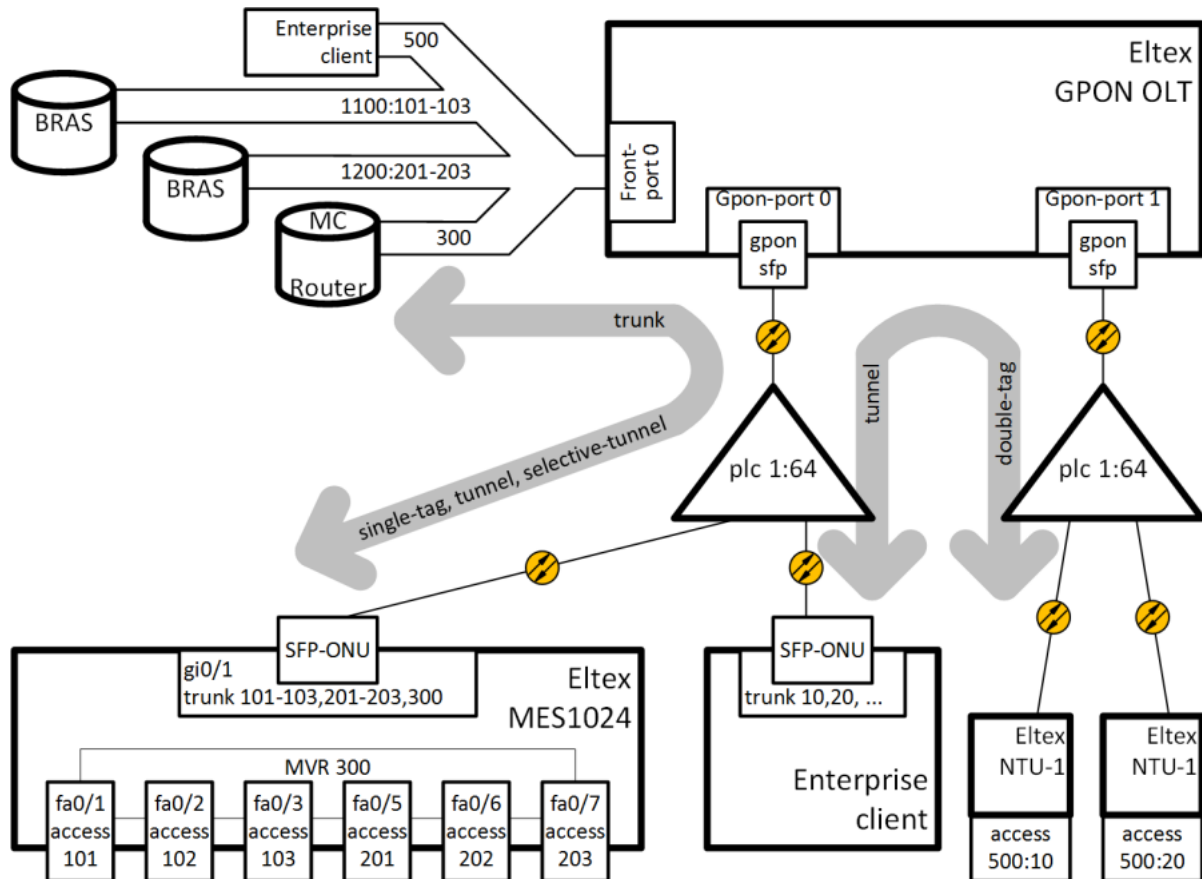 Enterprise
client
500
Eltex
GPON OLT
BRAS
1100:101-103
BRAS
1200:201-203
MC
Router
300
Front-
port 0
Gpon-port 0
gpon
sfp
Gpon-port 1
gpon
sfp
trunk
single-tag, tunnel, selective-tunnel
tunnel
double-tag
plc 1:64
plc 1:64
SFP-ONU
gi0/1
trunk 101-103,201-203,300
Eltex
MES1024
MVR 300
fa0/1
access
101
fa0/2
access
102
fa0/3
access
103
fa0/5
access
201
fa0/6
access
202
fa0/7
access
203
SFP-ONU
trunk 10,20, ...
Enterprise
client
Eltex
NTU-1
access
500:10
Eltex
NTU-1
access
500:20